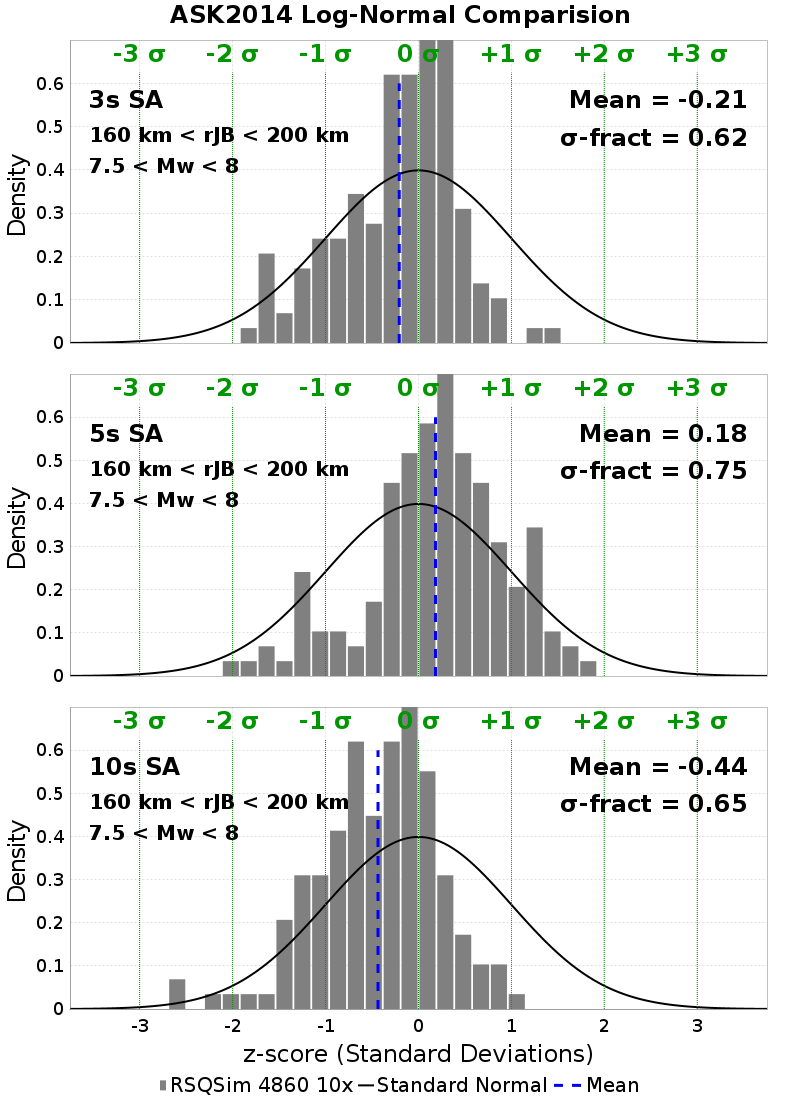 ASK2014 Log-Normal Comparision
-3 σ -2 σ -1 σ 0 σ +1 σ +2 σ +3 σ
3s SA
160 km < rJB < 200 km
7.5 < Mw < 8
Mean = -0.21
σ-fract = 0.62
0.6
0.5
0.4
0.3
0.2
0.1
0
Density
-3 σ -2 σ -1 σ 0 σ +1 σ +2 σ +3 σ
5s SA
160 km < rJB < 200 km
7.5 < Mw < 8
Mean = 0.18
σ-fract = 0.75
0.6
0.5
0.4
0.3
0.2
0.1
0
Density
-3 σ -2 σ -1 σ 0 σ +1 σ +2 σ +3 σ
10s SA
160 km < rJB < 200 km
7.5 < Mw < 8
Mean = -0.44
σ-fract = 0.65
0.6
0.5
0.4
0.3
0.2
0.1
0
Density
-3 -2 -1 0 1 2 3
z-score (Standard Deviations)
RSQSim 4860 10x Standard Normal Mean